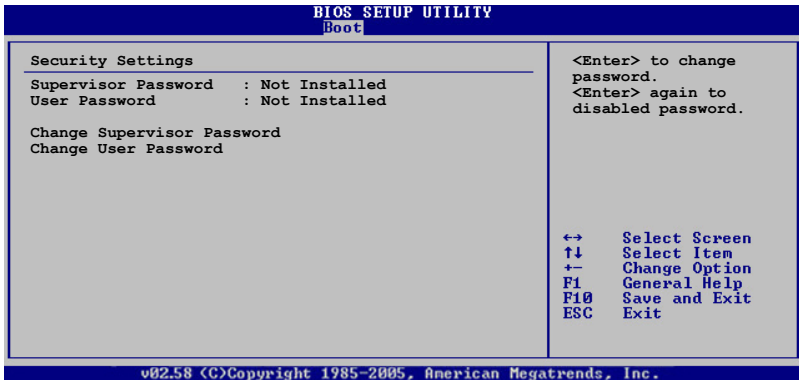 BIOS SETUP UTILITY
Boot
Security Settings
Supervisor Password : Not Installed
User Password : Not Installed
Change Supervisor Password
Change User Password
<Enter> to change
password.
<Enter> again to
disabled password.
←→ Select Screen
↑↓ Select Item
+- Change Option
F1 General Help
F10 Save and Exit
ESC Exit
v02.58 (C)Copyright 1985-2005, American Megatrends, Inc.